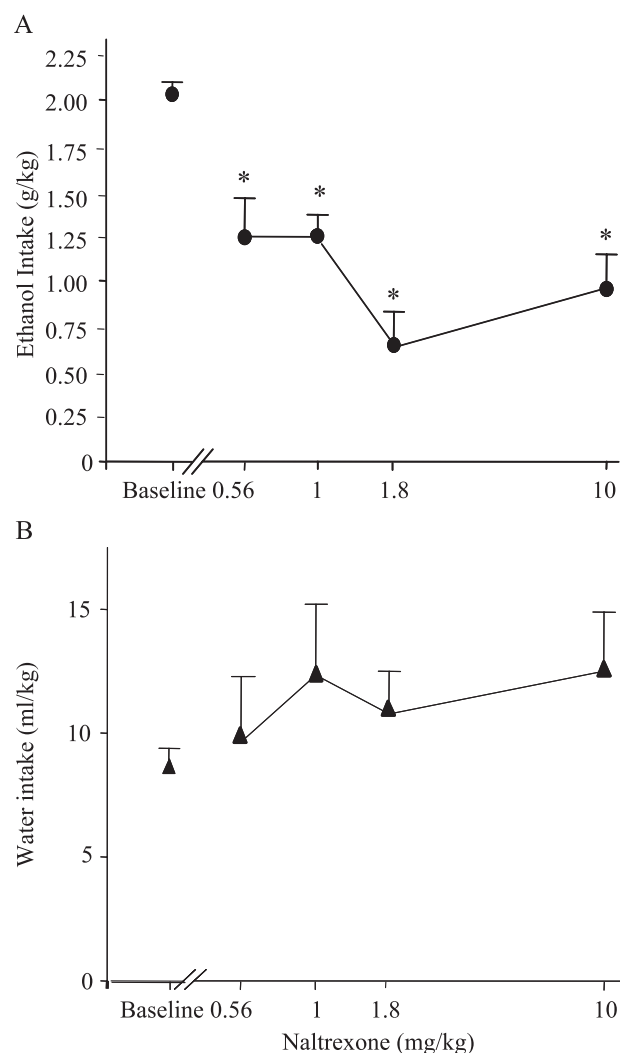 A
Ethanol Intake (g/kg)
2.25
2.00
1.75
1.50
1.25
1.00
0.75
0.50
0.25
0
*
*
*
*
Baseline 0.56 1 1.8 10
B
Water intake (ml/kg)
15
10
5
0
Baseline 0.56 1 1.8 10
Naltrexone (mg/kg)